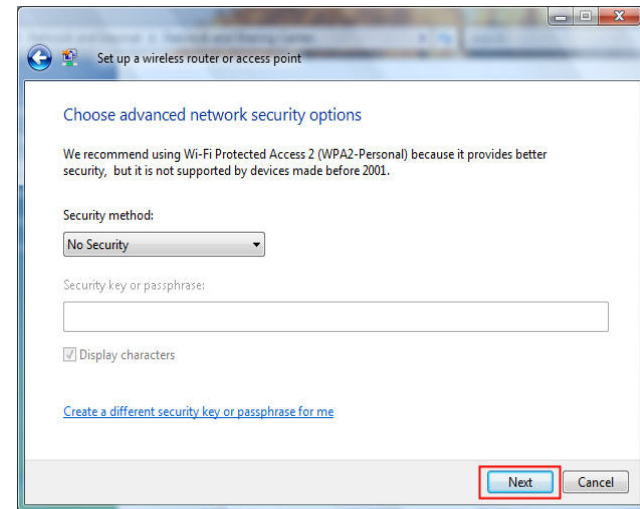 Set up a wireless router or access point
Choose advanced network security options
We recommend using Wi-Fi Protected Access 2 (WPA2-Personal) because it provides better
security, but it is not supported by devices made before 2001.
Security method:
No Security
Security key or passphrase:
Display characters
Create a different security key or passphrase for me
Next Cancel